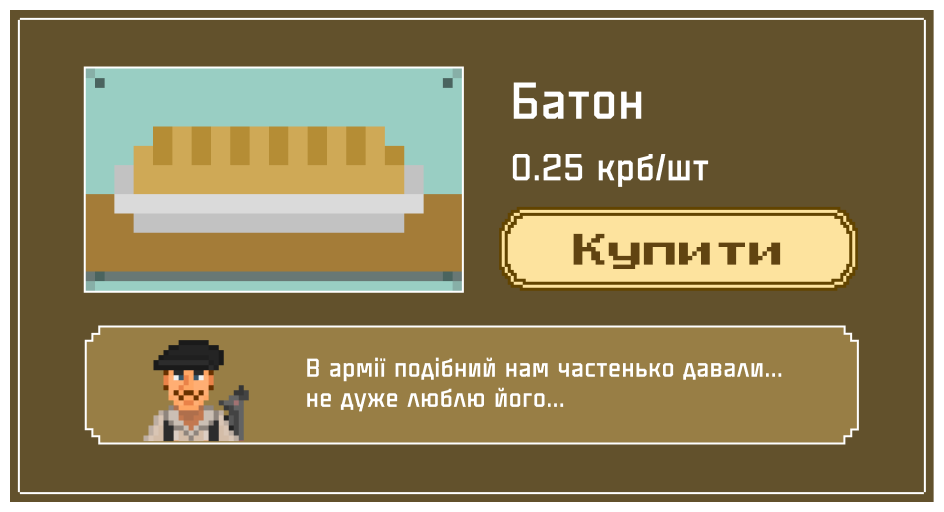 Батон
0.25 крб/шт
Купити
В армії подібний нам частенько давали...
не дуже люблю його...